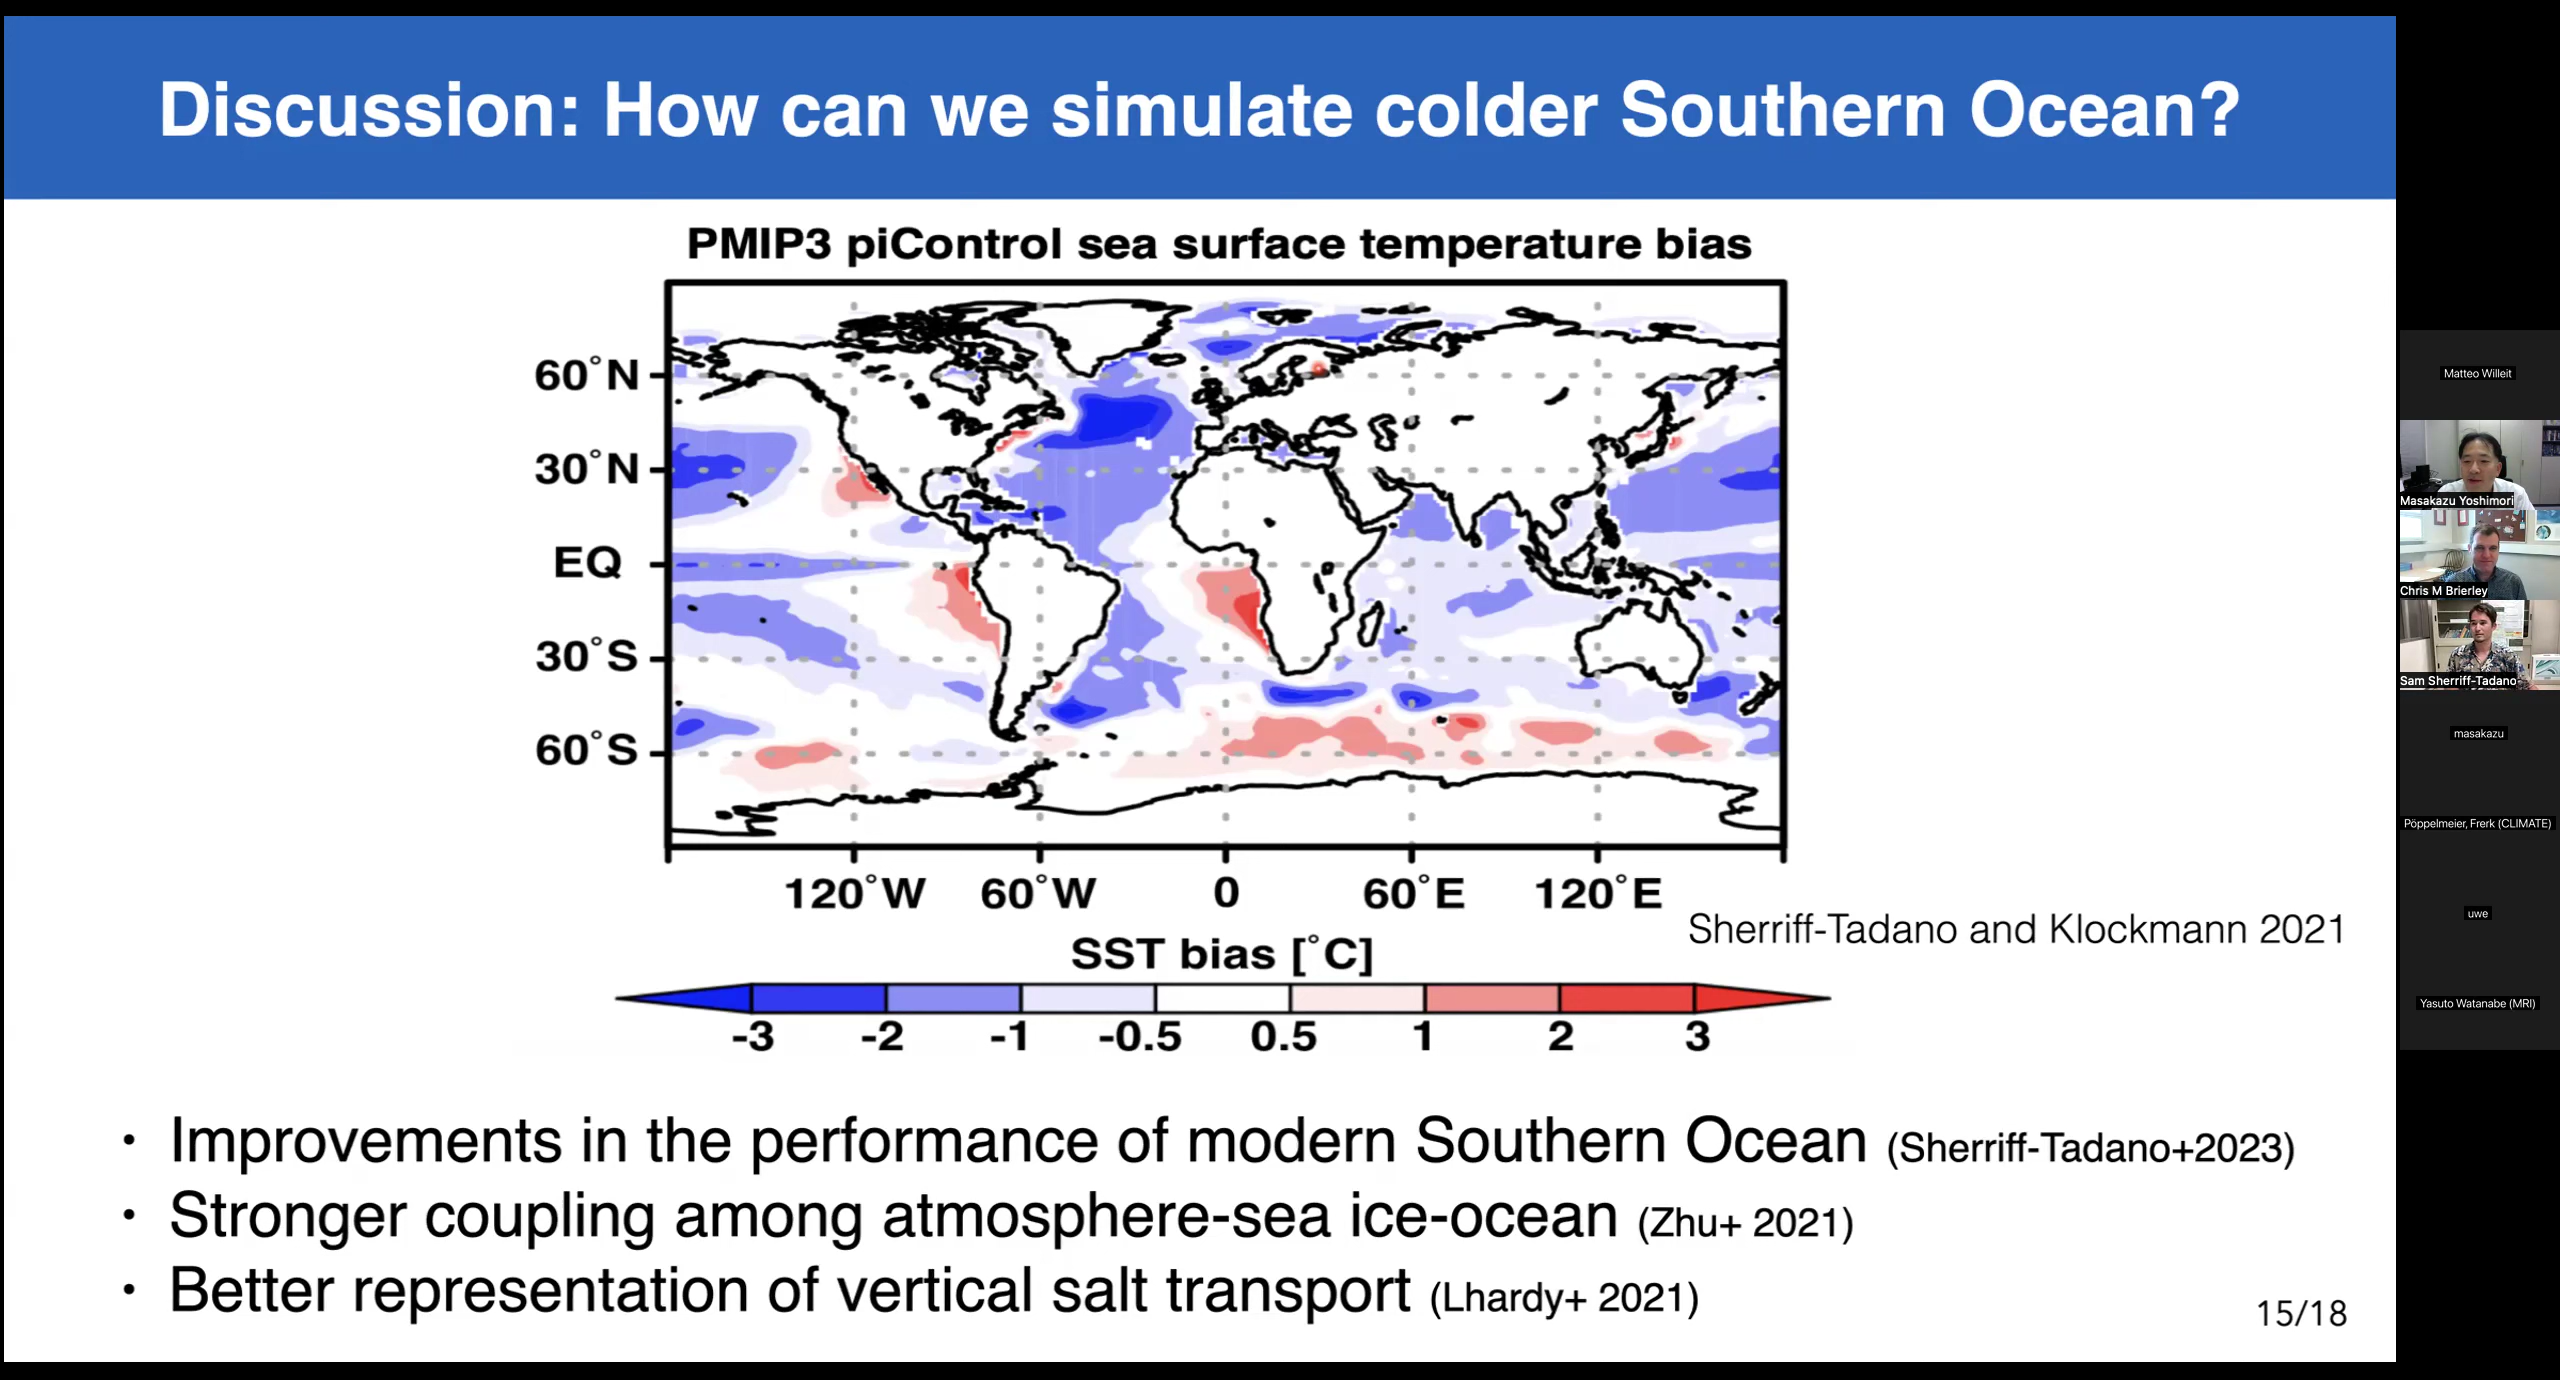 Discussion: How can we simulate colder Southern Ocean?
PMIP3 piControl sea surface temperature bias
60°N
30°N
EQ
30°S
60°S
120°W 60°W 0 60°E 120°E
Sherriff-Tadano and Klockmann 2021
SST bias [°C]
-3 -2 -1 -0.5 0.5 1 2 3
• Improvements in the performance of modern Southern Ocean (Sherriff-Tadano+2023)
• Stronger coupling among atmosphere-sea ice-ocean (Zhu+ 2021)
• Better representation of vertical salt transport (Lhardy+ 2021)
15/18
Matteo Willeit
Masakazu Yoshimori
Chris M Brierley
Sam Sherriff-Tadano
masakazu
Pöppelmeier, Frerk (CLIMATE)
uwe
Yasuto Watanabe (MRI)